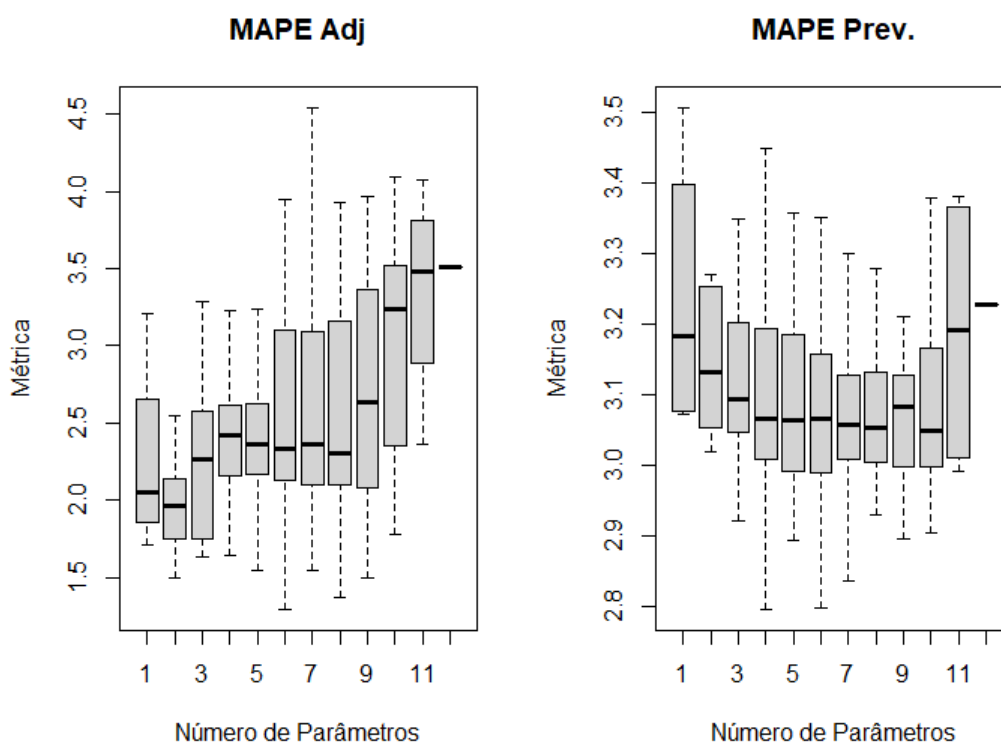 MAPE Adj
Métrica
4.5
4.0
3.5
3.0
2.5
2.0
1.5
1 3 5 7 9 11
Número de Parâmetros
MAPE Prev.
Métrica
3.5
3.4
3.3
3.2
3.1
3.0
2.9
2.8
1 3 5 7 9 11
Número de Parâmetros